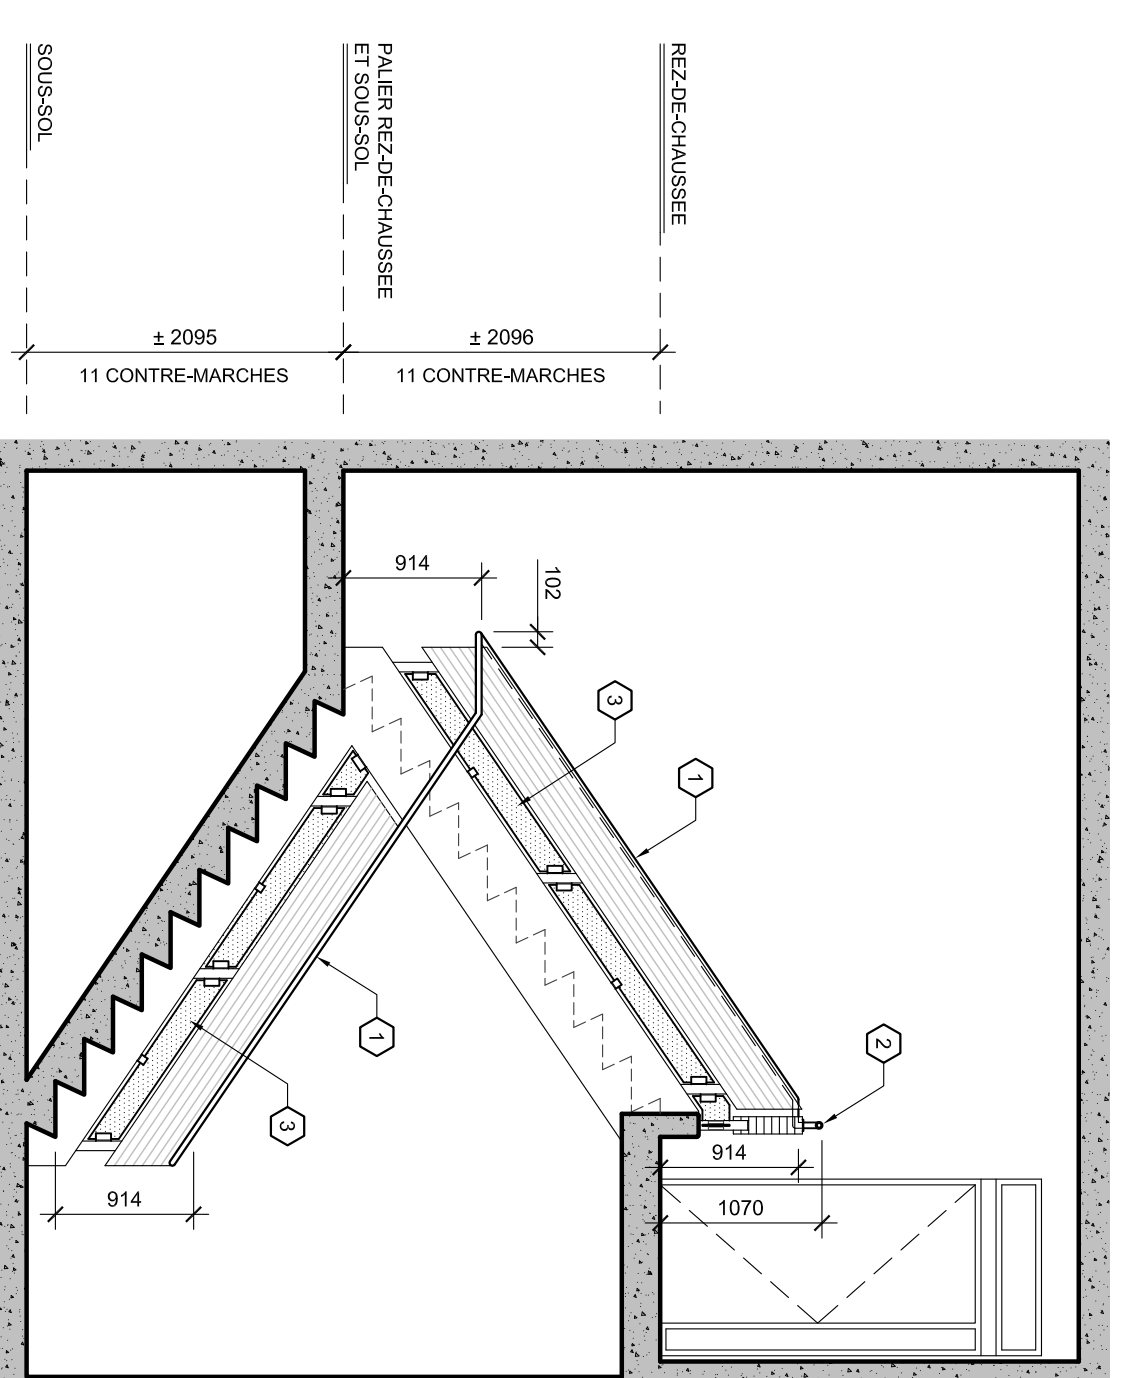 SOUS-SOL
PALIER REZ-DE-CHAUSSEE
ET SOUS-SOL
REZ-DE-CHAUSSEE
± 2095
± 2096
11 CONTRE-MARCHES
11 CONTRE-MARCHES
914
102
3
1
2
1
3
914
914
1070